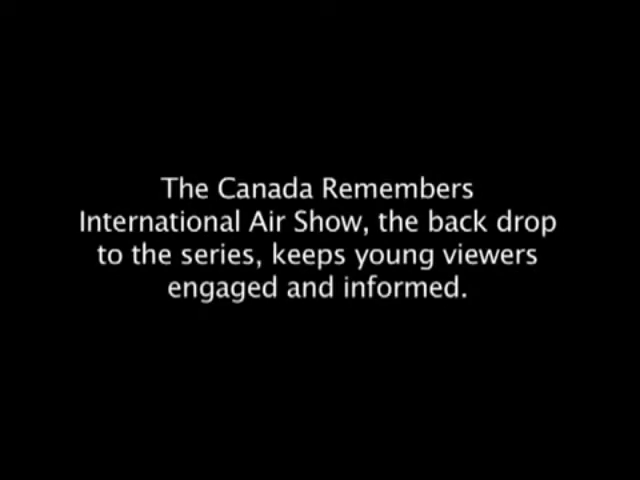 The Canada Remembers
International Air Show, the back drop
to the series, keeps young viewers
engaged and informed.